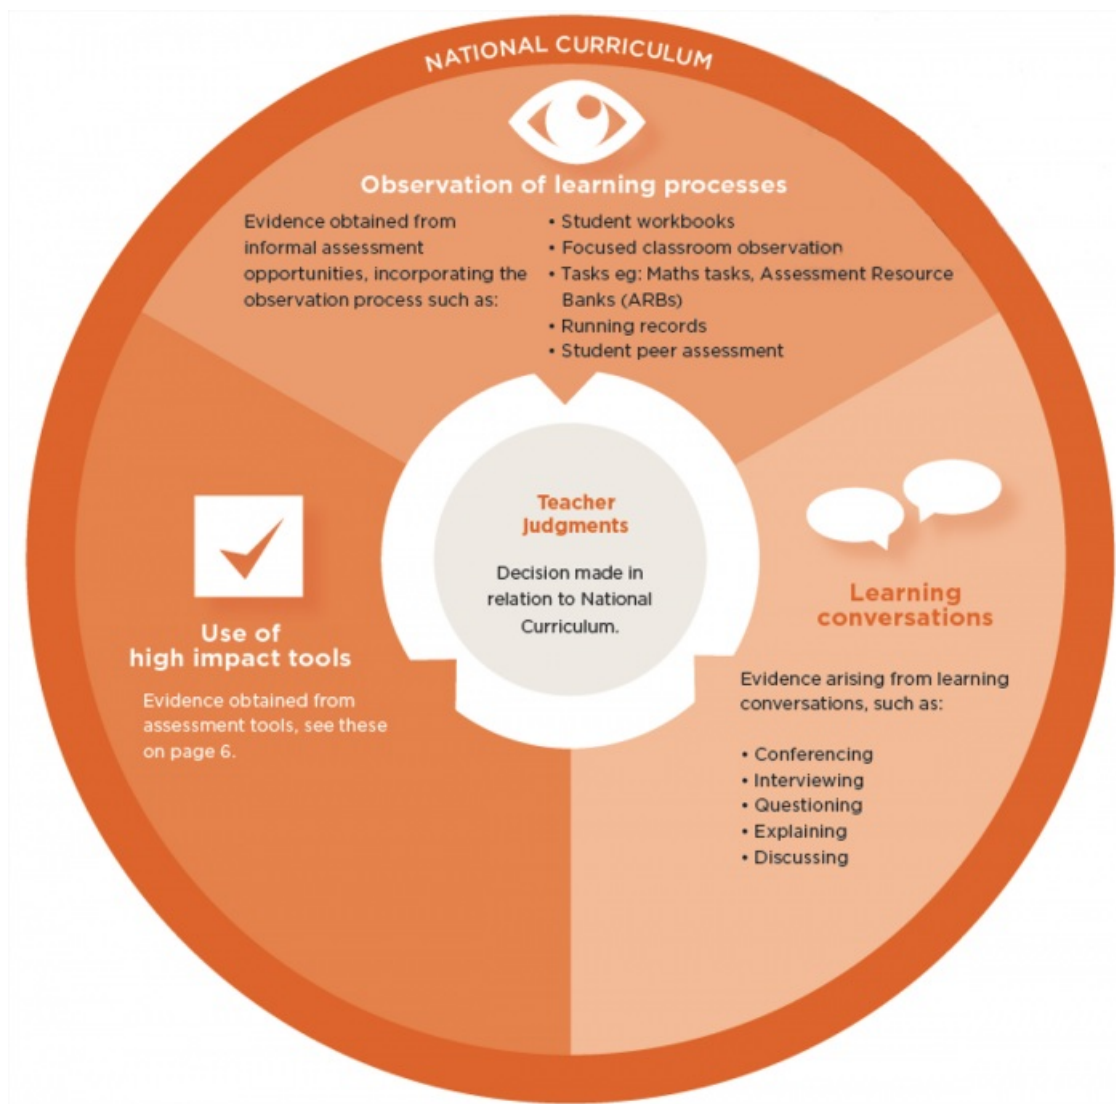 NATIONAL CURRICULUM
Observation of learning processes
Evidence obtained from
informal assessment
opportunities, incorporating the
observation process such as:
• Student workbooks
• Focused classroom observation
• Tasks eg: Maths tasks, Assessment Resource
Banks (ARBs)
• Running records
• Student peer assessment
Teacher
judgments
Decision made in
relation to National
Curriculum.
Use of
high impact tools
Evidence obtained from
assessment tools, see these
on page 6.
Learning
conversations
Evidence arising from learning
conversations, such as:
• Conferencing
• Interviewing
• Questioning
• Explaining
• Discussing